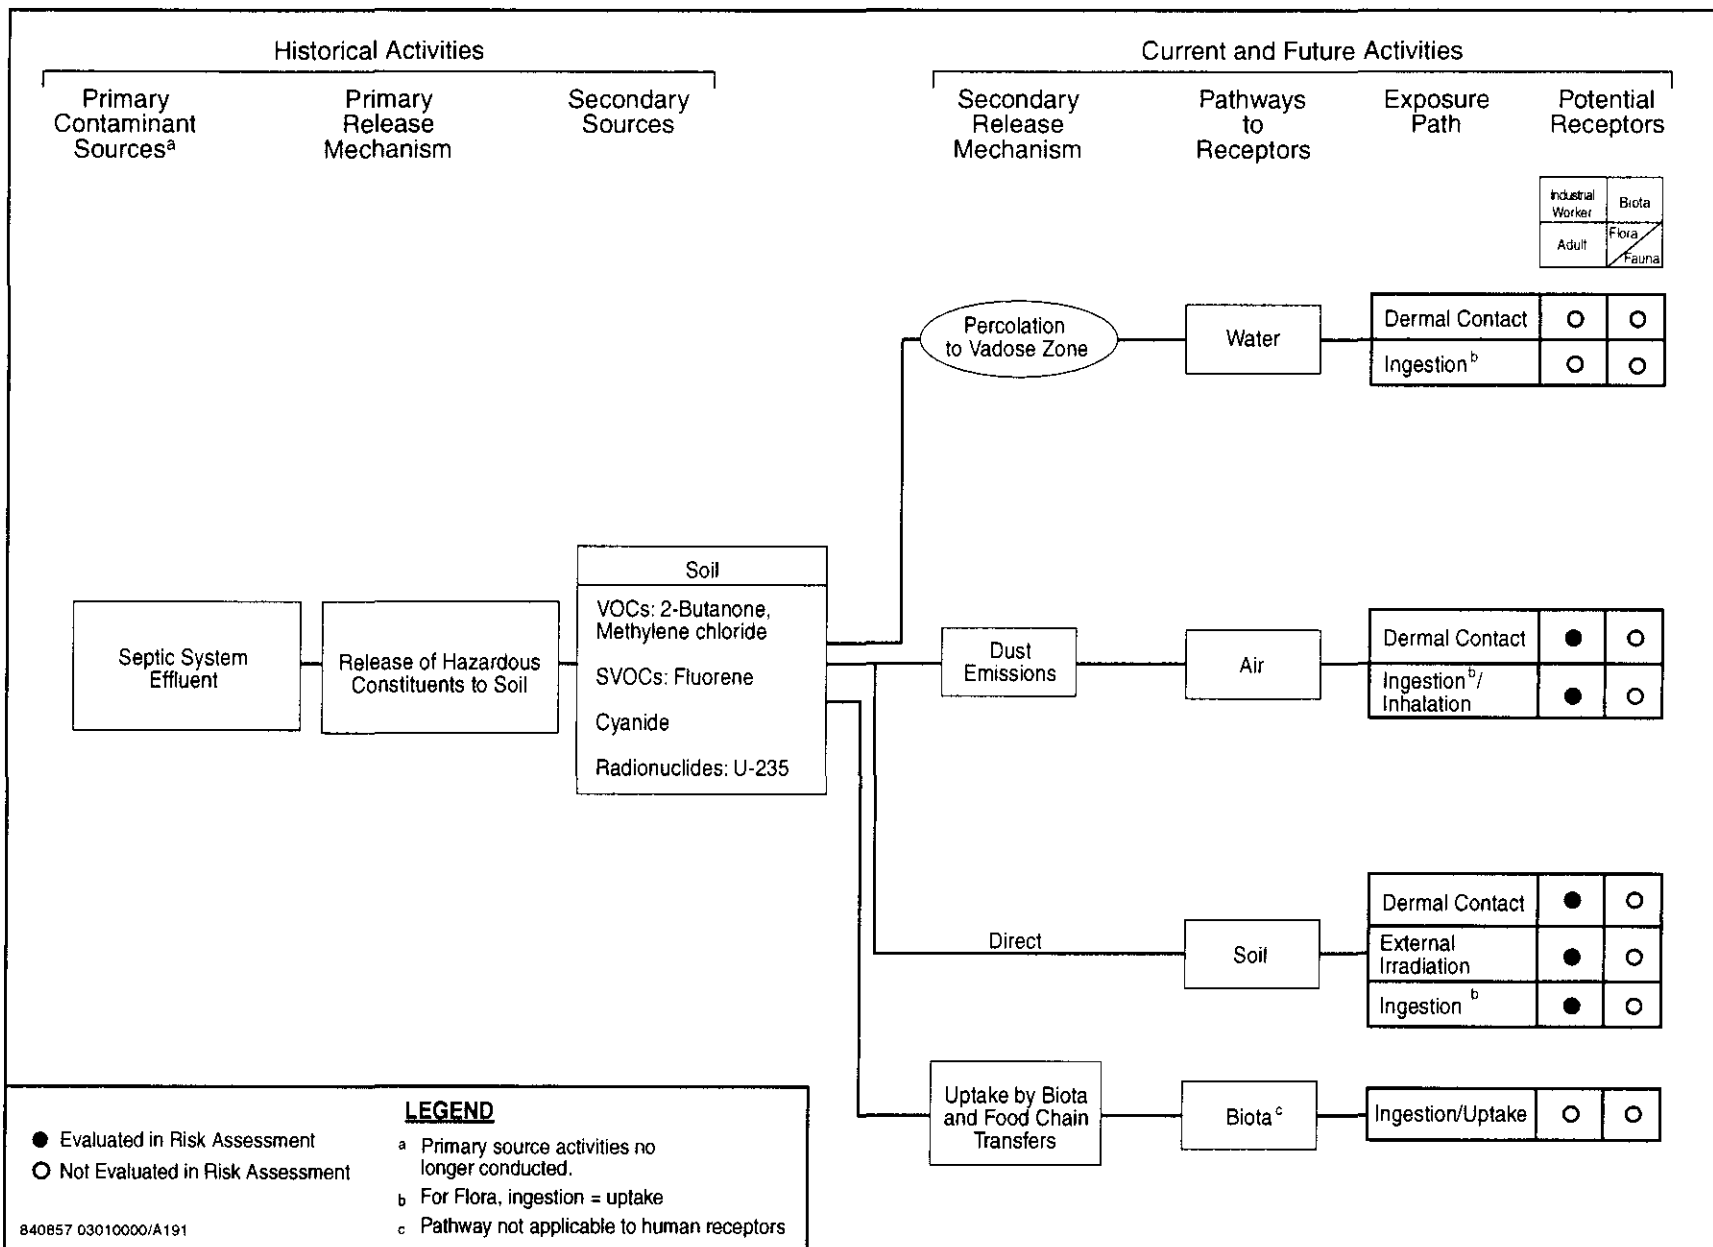 Historical Activities
Current and Future Activities
Primary
Contaminant
Sources^a
Primary
Release
Mechanism
Secondary
Sources
Secondary
Release
Mechanism
Pathways
to
Receptors
Exposure
Path
Potential
Receptors
Industrial
Worker
Biota
Adult
Flora
Fauna
Percolation
to Vadose Zone
Water
Dermal Contact
Ingestion^b
Soil
VOCs: 2-Butanone,
Methylene chloride
SVOCs: Fluorene
Cyanide
Radionuclides: U-235
Septic System
Effluent
Release of Hazardous
Constituents to Soil
Dust
Emissions
Air
Dermal Contact
Ingestion^b/
Inhalation
Direct
Soil
Dermal Contact
External
Irradiation
Ingestion^b
Uptake by Biota
and Food Chain
Transfers
Biota^c
Ingestion/Uptake
LEGEND
● Evaluated in Risk Assessment
○ Not Evaluated in Risk Assessment
a Primary source activities no
longer conducted.
b For Flora, ingestion = uptake
c Pathway not applicable to human receptors
840857 03010000/A191